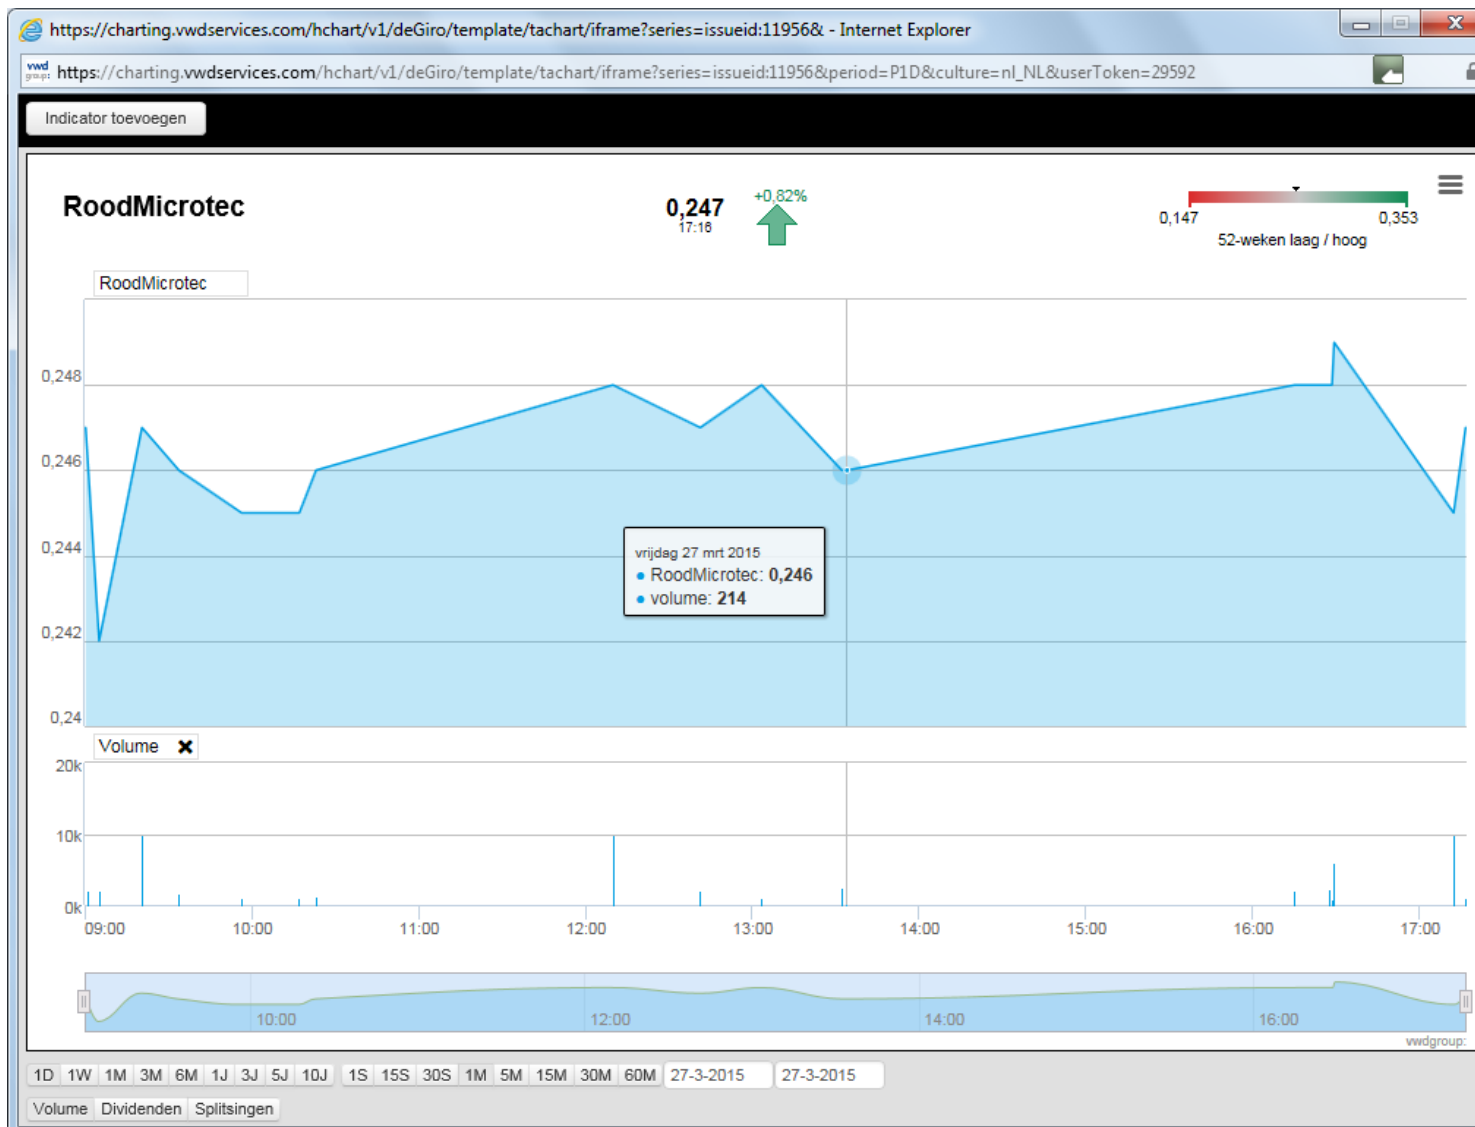 https://charting.vwdservices.com/hchart/v1/deGiro/template/tachart/iframe?series=issueid:11956& - Internet Explorer
vwd group: https://charting.vwdservices.com/hchart/v1/deGiro/template/tachart/iframe?series=issueid:11956&period=P1D&culture=nl_NL&userToken=29592
Indicator toevoegen
RoodMicrotec
0,247
17:16
+0,82%
0,147 0,353
52-weken laag / hoog
RoodMicrotec
0,248
0,246
0,244
0,242
0,24
vrijdag 27 mrt 2015
RoodMicrotec: 0,246
volume: 214
Volume
20k
10k
0k
09:00 10:00 11:00 12:00 13:00 14:00 15:00 16:00 17:00
10:00 12:00 14:00 16:00
vwdgroup:
1D 1W 1M 3M 6M 1J 3J 5J 10J 1S 15S 30S 1M 5M 15M 30M 60M 27-3-2015 27-3-2015
Volume Dividenden Splitsingen